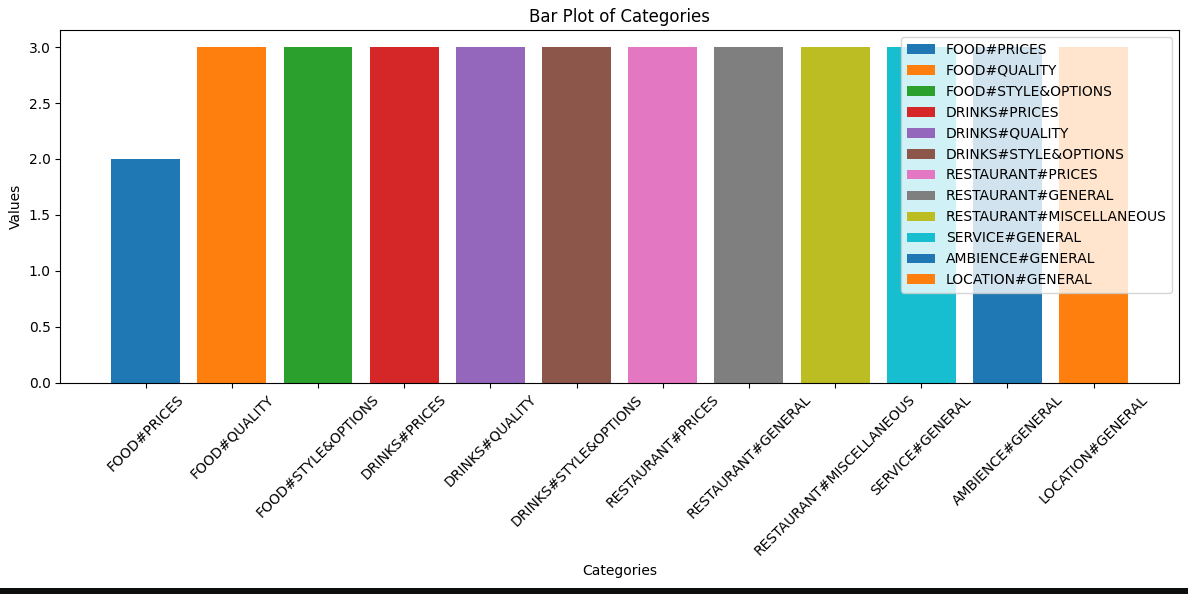 Bar Plot of Categories
Values
3.0
2.5
2.0
1.5
1.0
0.5
0.0
FOOD#PRICES
FOOD#QUALITY
FOOD#STYLE&OPTIONS
DRINKS#PRICES
DRINKS#QUALITY
DRINKS#STYLE&OPTIONS
RESTAURANT#PRICES
RESTAURANT#GENERAL
RESTAURANT#MISCELLANEOUS
SERVICE#GENERAL
AMBIENCE#GENERAL
LOCATION#GENERAL
FOOD#PRICES
FOOD#QUALITY
FOOD#STYLE&OPTIONS
DRINKS#PRICES
DRINKS#QUALITY
DRINKS#STYLE&OPTIONS
RESTAURANT#PRICES
RESTAURANT#GENERAL
RESTAURANT#MISCELLANEOUS
SERVICE#GENERAL
AMBIENCE#GENERAL
LOCATION#GENERAL
Categories